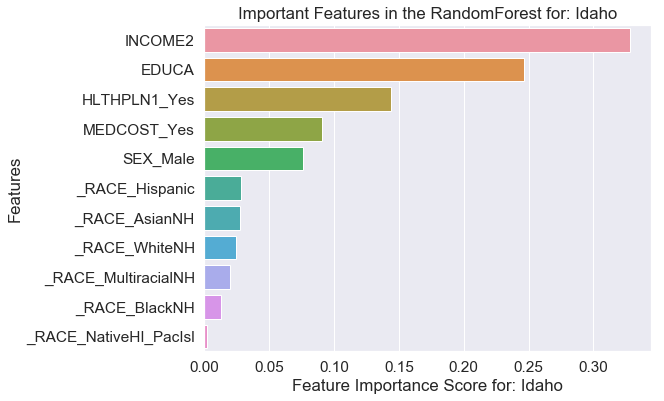 Important Features in the RandomForest for: Idaho
Features
INCOME2
EDUCA
HLTHPLN1_Yes
MEDCOST_Yes
SEX_Male
_RACE_Hispanic
_RACE_AsianNH
_RACE_WhiteNH
_RACE_MultiracialNH
_RACE_BlackNH
_RACE_NativeHI_PacIsl
0.00 0.05 0.10 0.15 0.20 0.25 0.30
Feature Importance Score for: Idaho